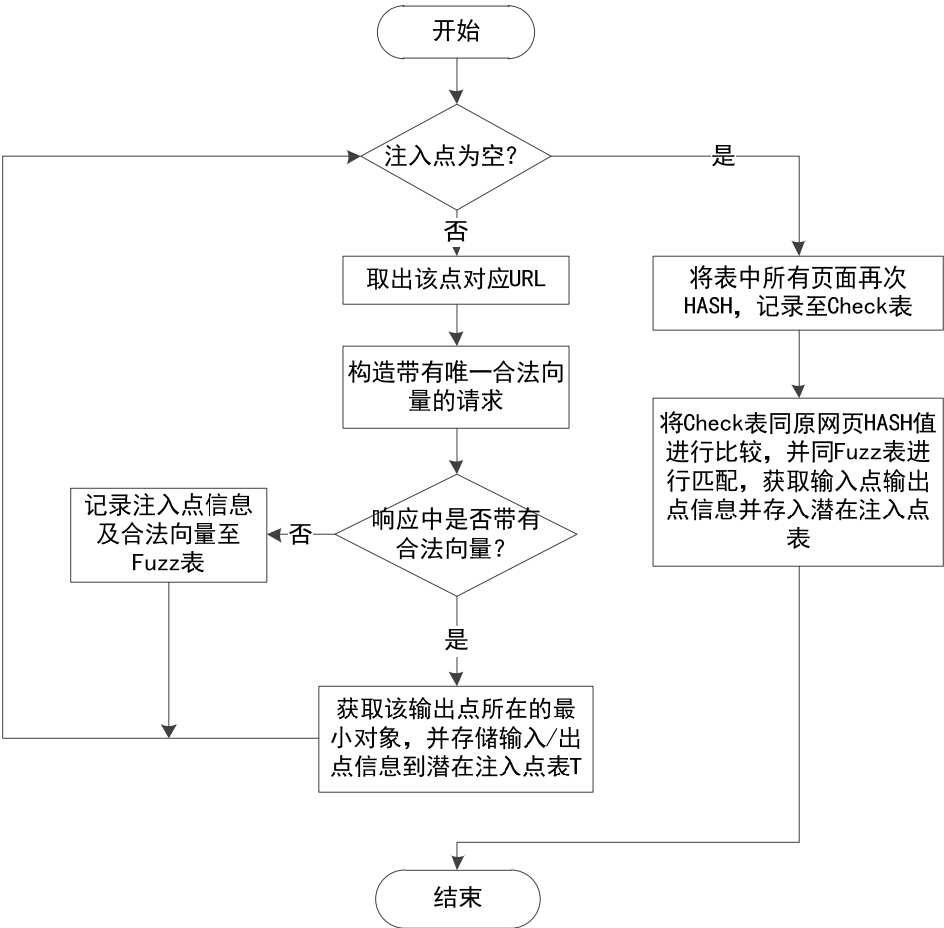 开始
注入点为空？
是
否
取出该点对应URL
将表中所有页面再次
HASH，记录至Check表
构造带有唯一合法向
量的请求
将Check表同原网页HASH值
进行比较，并同Fuzz表进
行匹配，获取输入点输出
点信息并存入潜在注入点
表
记录注入点信息
及合法向量至
Fuzz表
否
响应中是否带有
合法向量？
是
获取该输出点所在的最
小对象，并存储输入/出
点信息到潜在注入点表T
结束